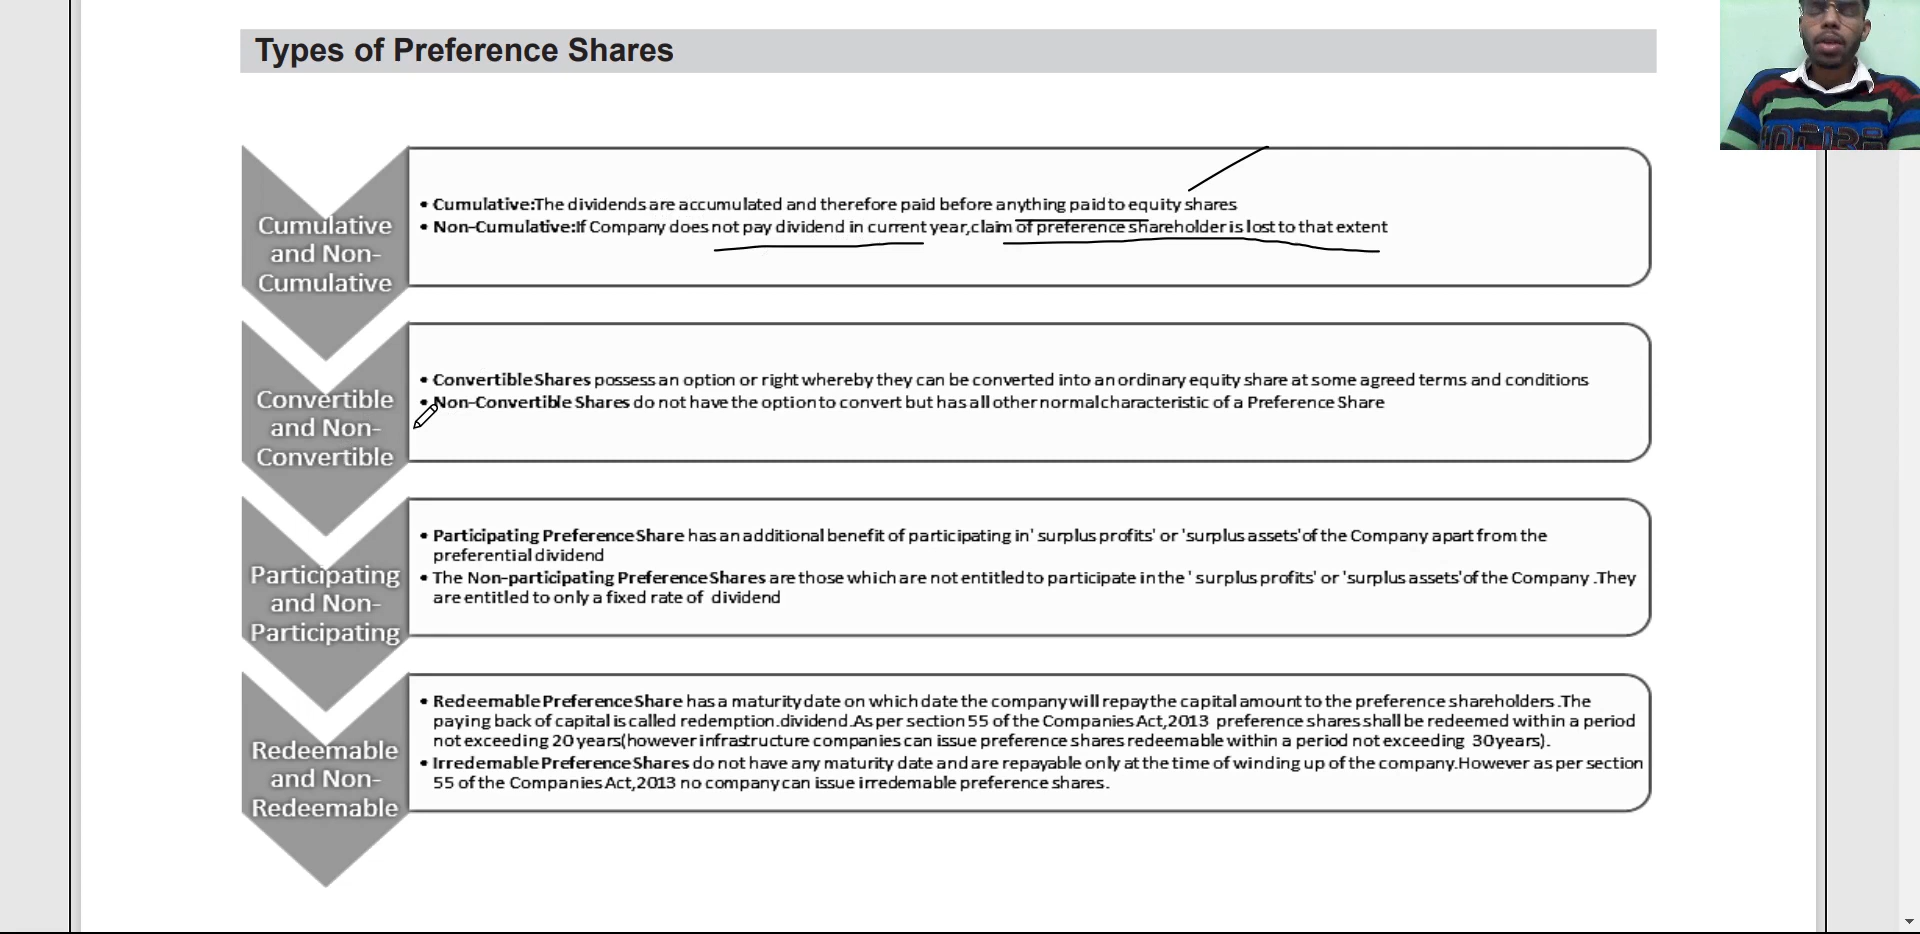 Types of Preference Shares
Cumulative
and Non-
Cumulative
• Cumulative:The dividends are accumulated and therefore paid before anything paid to equity shares
• Non-Cumulative:If Company does not pay dividend in current year,claim of preference shareholder is lost to that extent
Convertible
and Non-
Convertible
• Convertible Shares possess an option or right whereby they can be converted into an ordinary equity share at some agreed terms and conditions
• Non-Convertible Shares do not have the option to convert but has all other normal characteristic of a Preference Share
Participating
and Non-
Participating
• Participating Preference Share has an additional benefit of participating in ' surplus profits' or 'surplus assets' of the Company apart from the
preferential dividend
• The Non-participating Preference Shares are those which are not entitled to participate in the ' surplus profits' or 'surplus assets' of the Company .They
are entitled to only a fixed rate of dividend
Redeemable
and Non-
Redeemable
• Redeemable Preference Share has a maturity date on which date the company will repay the capital amount to the preference shareholders .The
paying back of capital is called redemption.dividend.As per section 55 of the Companies Act,2013 preference shares shall be redeemed within a period
not exceeding 20 years(however infrastructure companies can issue preference shares redeemable within a period not exceeding 30 years).
• Irredemable Preference Shares do not have any maturity date and are repayable only at the time of winding up of the company.However as per section
55 of the Companies Act,2013 no company can issue irredemable preference shares.